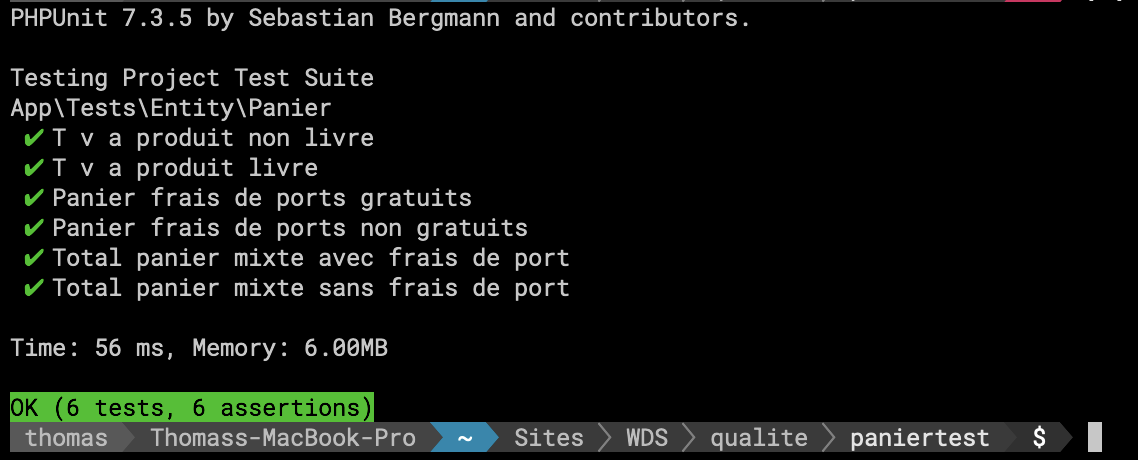 PHPUnit 7.3.5 by Sebastian Bergmann and contributors.
Testing Project Test Suite
App\Tests\Entity\Panier
✔ T v a produit non livre
✔ T v a produit livre
✔ Panier frais de ports gratuits
✔ Panier frais de ports non gratuits
✔ Total panier mixte avec frais de port
✔ Total panier mixte sans frais de port
Time: 56 ms, Memory: 6.00MB
OK (6 tests, 6 assertions)
thomas Thomass-MacBook-Pro ~ Sites WDS qualite paniertest $